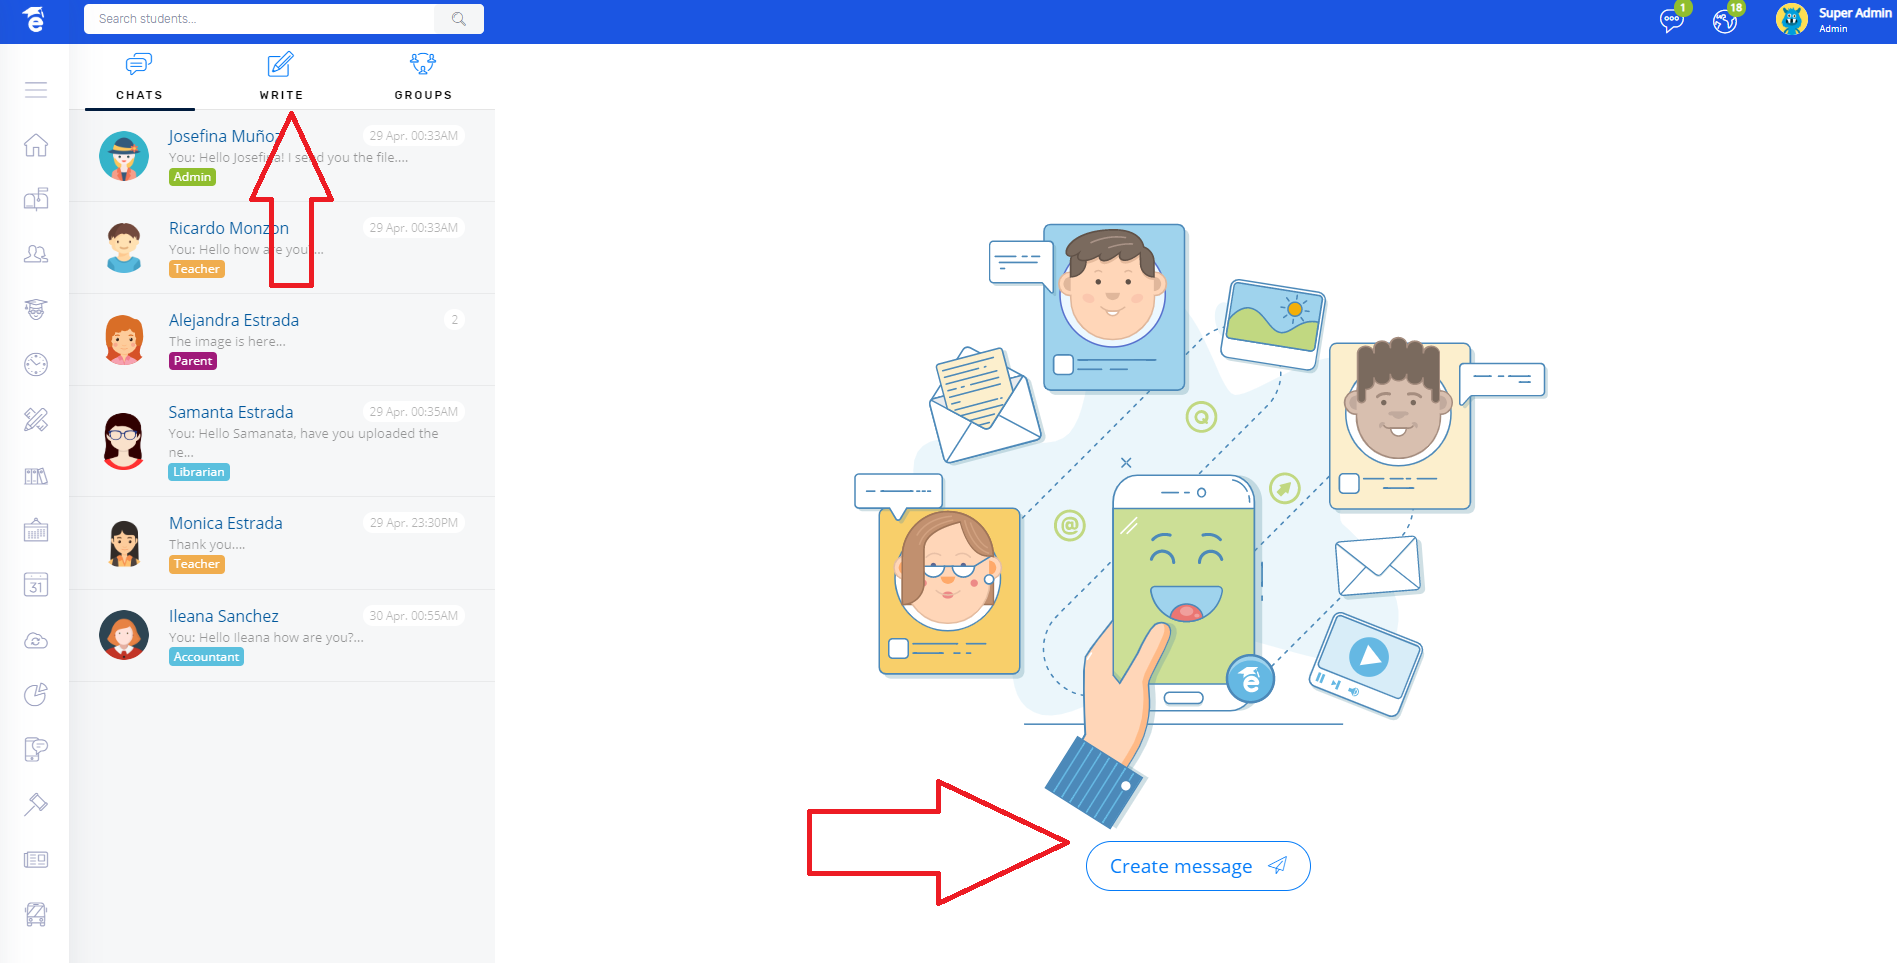 Search students...
1
18
Super Admin
Admin
CHATS
WRITE
GROUPS
Josefina Muñoz
29 Apr. 00:33AM
You: Hello Josefina! I send you the file....
Admin
Ricardo Monzon
29 Apr. 00:33AM
You: Hello how are you?...
Teacher
Alejandra Estrada
2
The image is here...
Parent
Samanta Estrada
29 Apr. 00:35AM
You: Hello Samanata, have you uploaded the
ne...
Librarian
Monica Estrada
29 Apr. 23:30PM
Thank you....
Teacher
Ileana Sanchez
30 Apr. 00:55AM
You: Hello Ileana how are you?...
Accountant
31
@
e
Create message